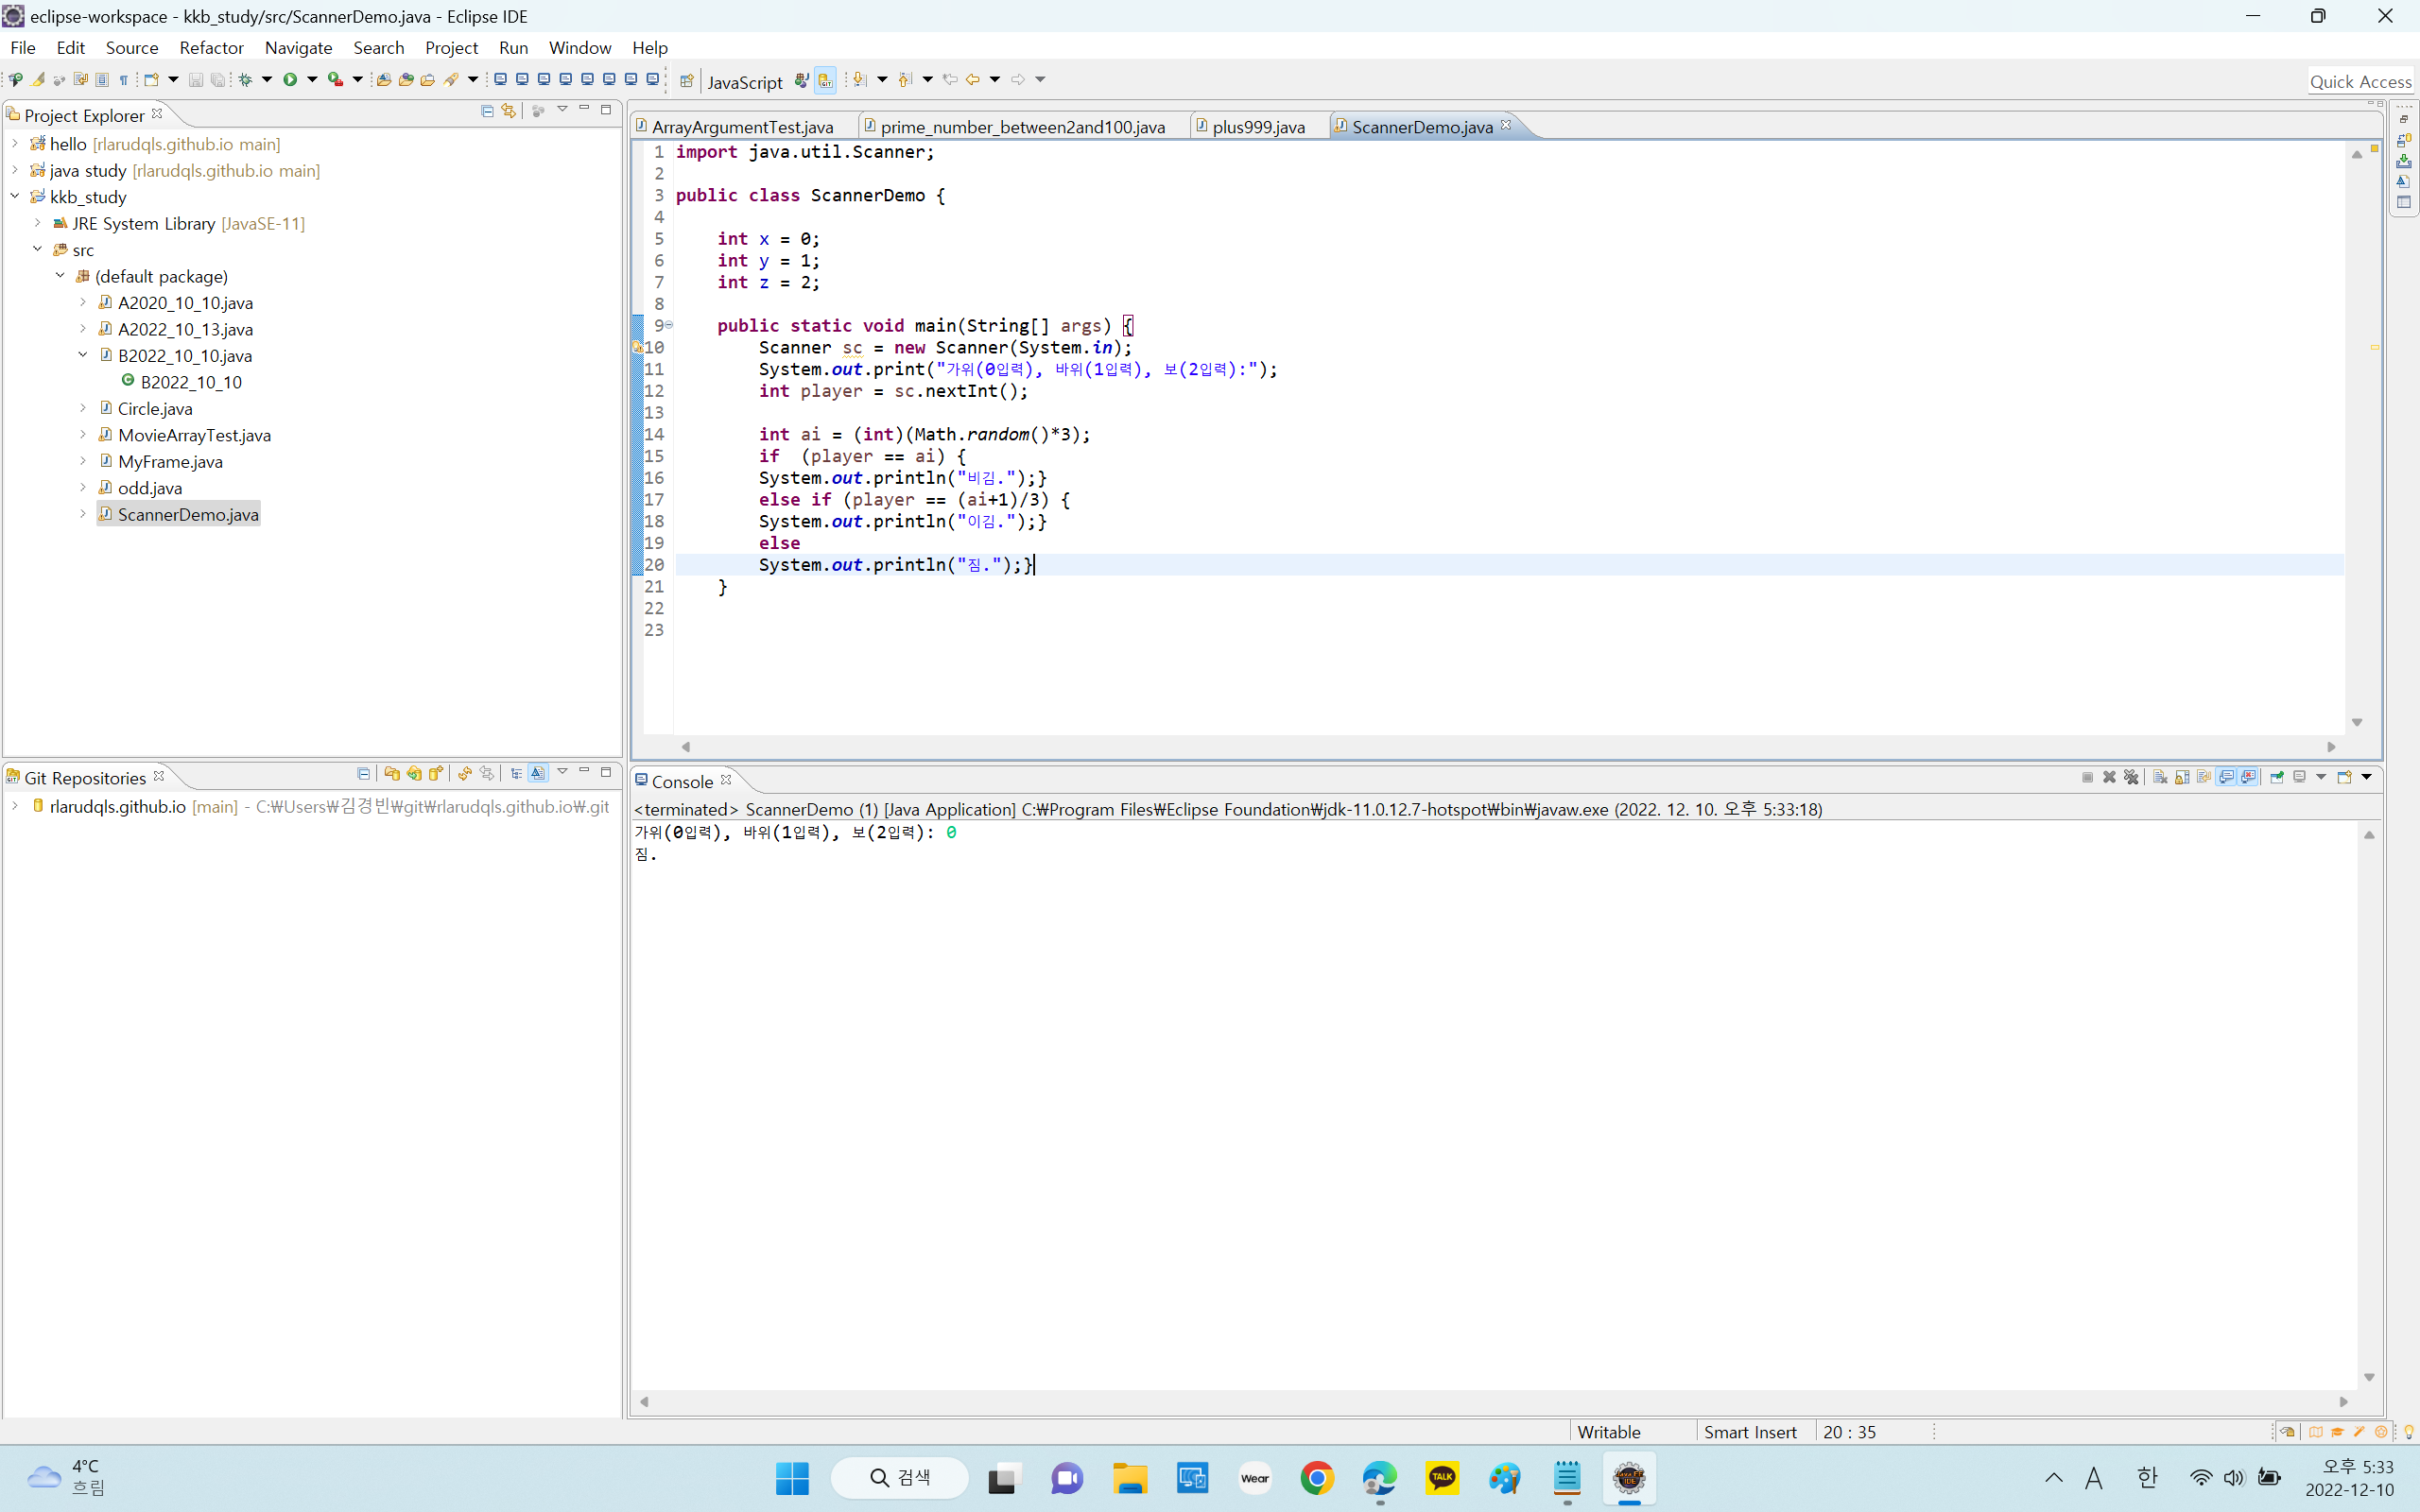 eclipse-workspace - kkb_study/src/ScannerDemo.java - Eclipse IDE
File Edit Source Refactor Navigate Search Project Run Window Help
JavaScript
Quick Access
Project Explorer
hello [rlarudqls.github.io main]
java study [rlarudqls.github.io main]
kkb_study
JRE System Library [JavaSE-11]
src
(default package)
A2020_10_10.java
A2022_10_13.java
B2022_10_10.java
B2022_10_10
Circle.java
MovieArrayTest.java
MyFrame.java
odd.java
ScannerDemo.java
ArrayArgumentTest.java prime_number_between2and100.java plus999.java ScannerDemo.java
1 import java.util.Scanner;
2
3 public class ScannerDemo {
4
5 int x = 0;
6 int y = 1;
7 int z = 2;
8
9 public static void main(String[] args) {
10 Scanner sc = new Scanner(System.in);
11 System.out.print("가위(0입력), 바위(1입력), 보(2입력):");
12 int player = sc.nextInt();
13
14 int ai = (int)(Math.random()*3);
15 if (player == ai) {
16 System.out.println("비김.");}
17 else if (player == (ai+1)/3) {
18 System.out.println("이김.");}
19 else
20 System.out.println("짐.");}
21 }
22
23
Git Repositories
rlarudqls.github.io [main] - C:₩Users₩김경빈₩git₩rlarudqls.github.io₩.git
Console
<terminated> ScannerDemo (1) [Java Application] C:₩Program Files₩Eclipse Foundation₩jdk-11.0.12.7-hotspot₩bin₩javaw.exe (2022. 12. 10. 오후 5:33:18)
가위(0입력), 바위(1입력), 보(2입력): 0
짐.
Writable Smart Insert 20 : 35
4°C
흐림
검색
Wear
TALK
A 한
오후 5:33
2022-12-10